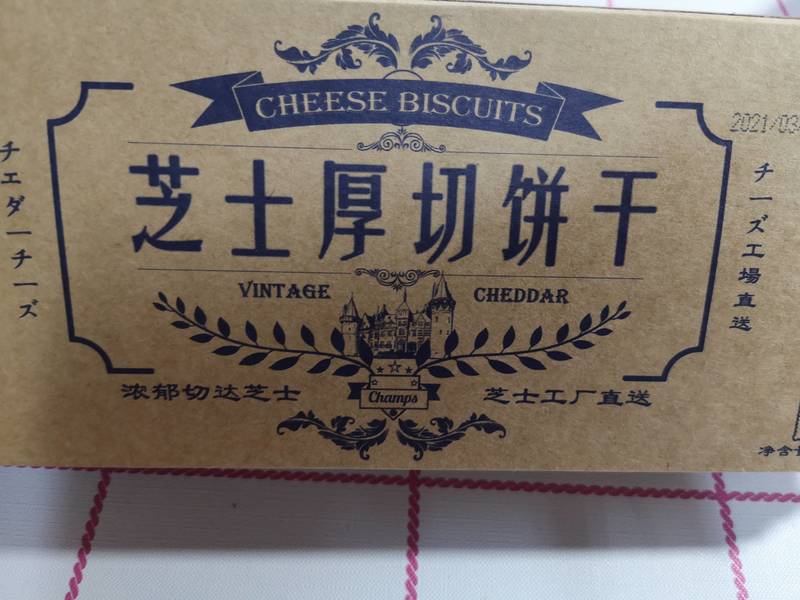 CHEESE BISCUITS
2021/03
芝士厚切饼干
チェダーチーズ
チーズ工場直送
VINTAGE CHEDDAR
浓郁切达芝士
Champs
芝士工厂直送
净含